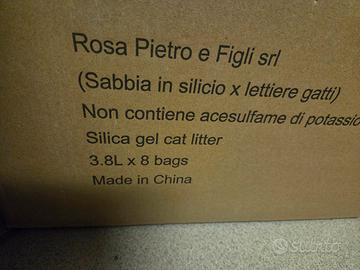 Rosa Pietro e Figli srl
(Sabbia in silicio x lettiere gatti)
Non contiene acesulfame di potassio
Silica gel cat litter
3.8L x 8 bags
Made in China
subito